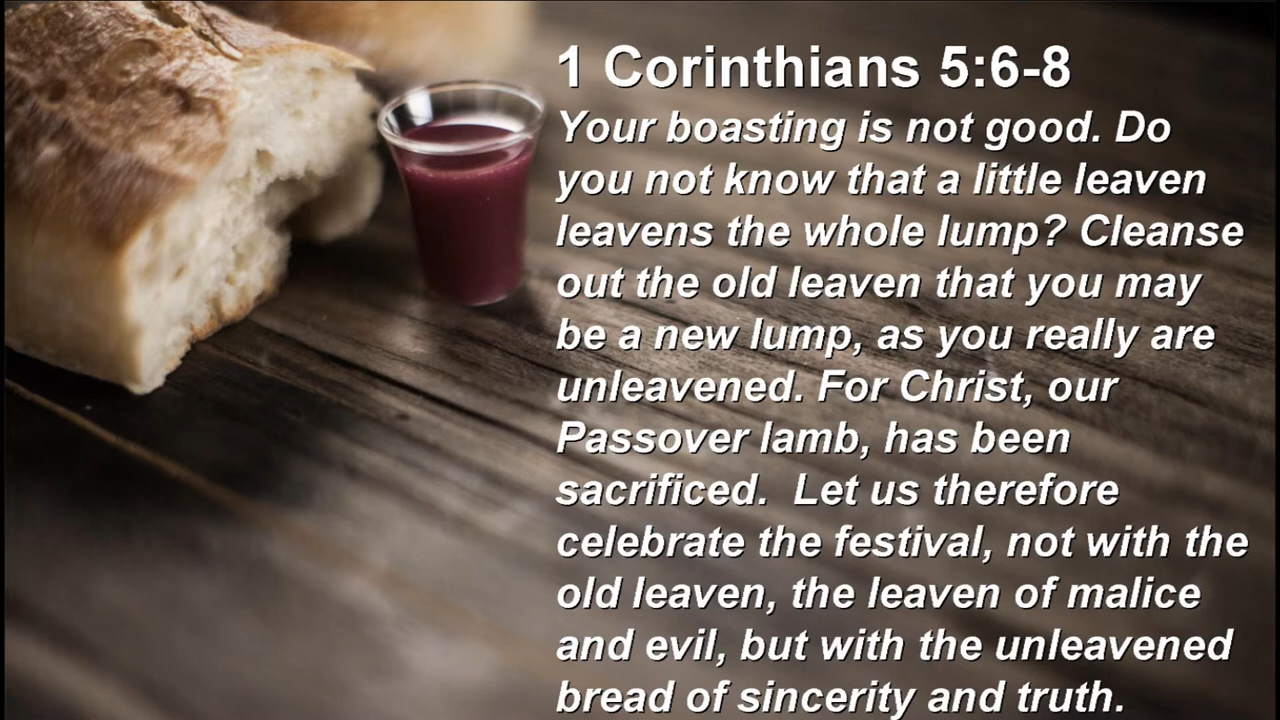 1 Corinthians 5:6-8
Your boasting is not good. Do
you not know that a little leaven
leavens the whole lump? Cleanse
out the old leaven that you may
be a new lump, as you really are
unleavened. For Christ, our
Passover lamb, has been
sacrificed.  Let us therefore
celebrate the festival, not with the
old leaven, the leaven of malice
and evil, but with the unleavened
bread of sincerity and truth.